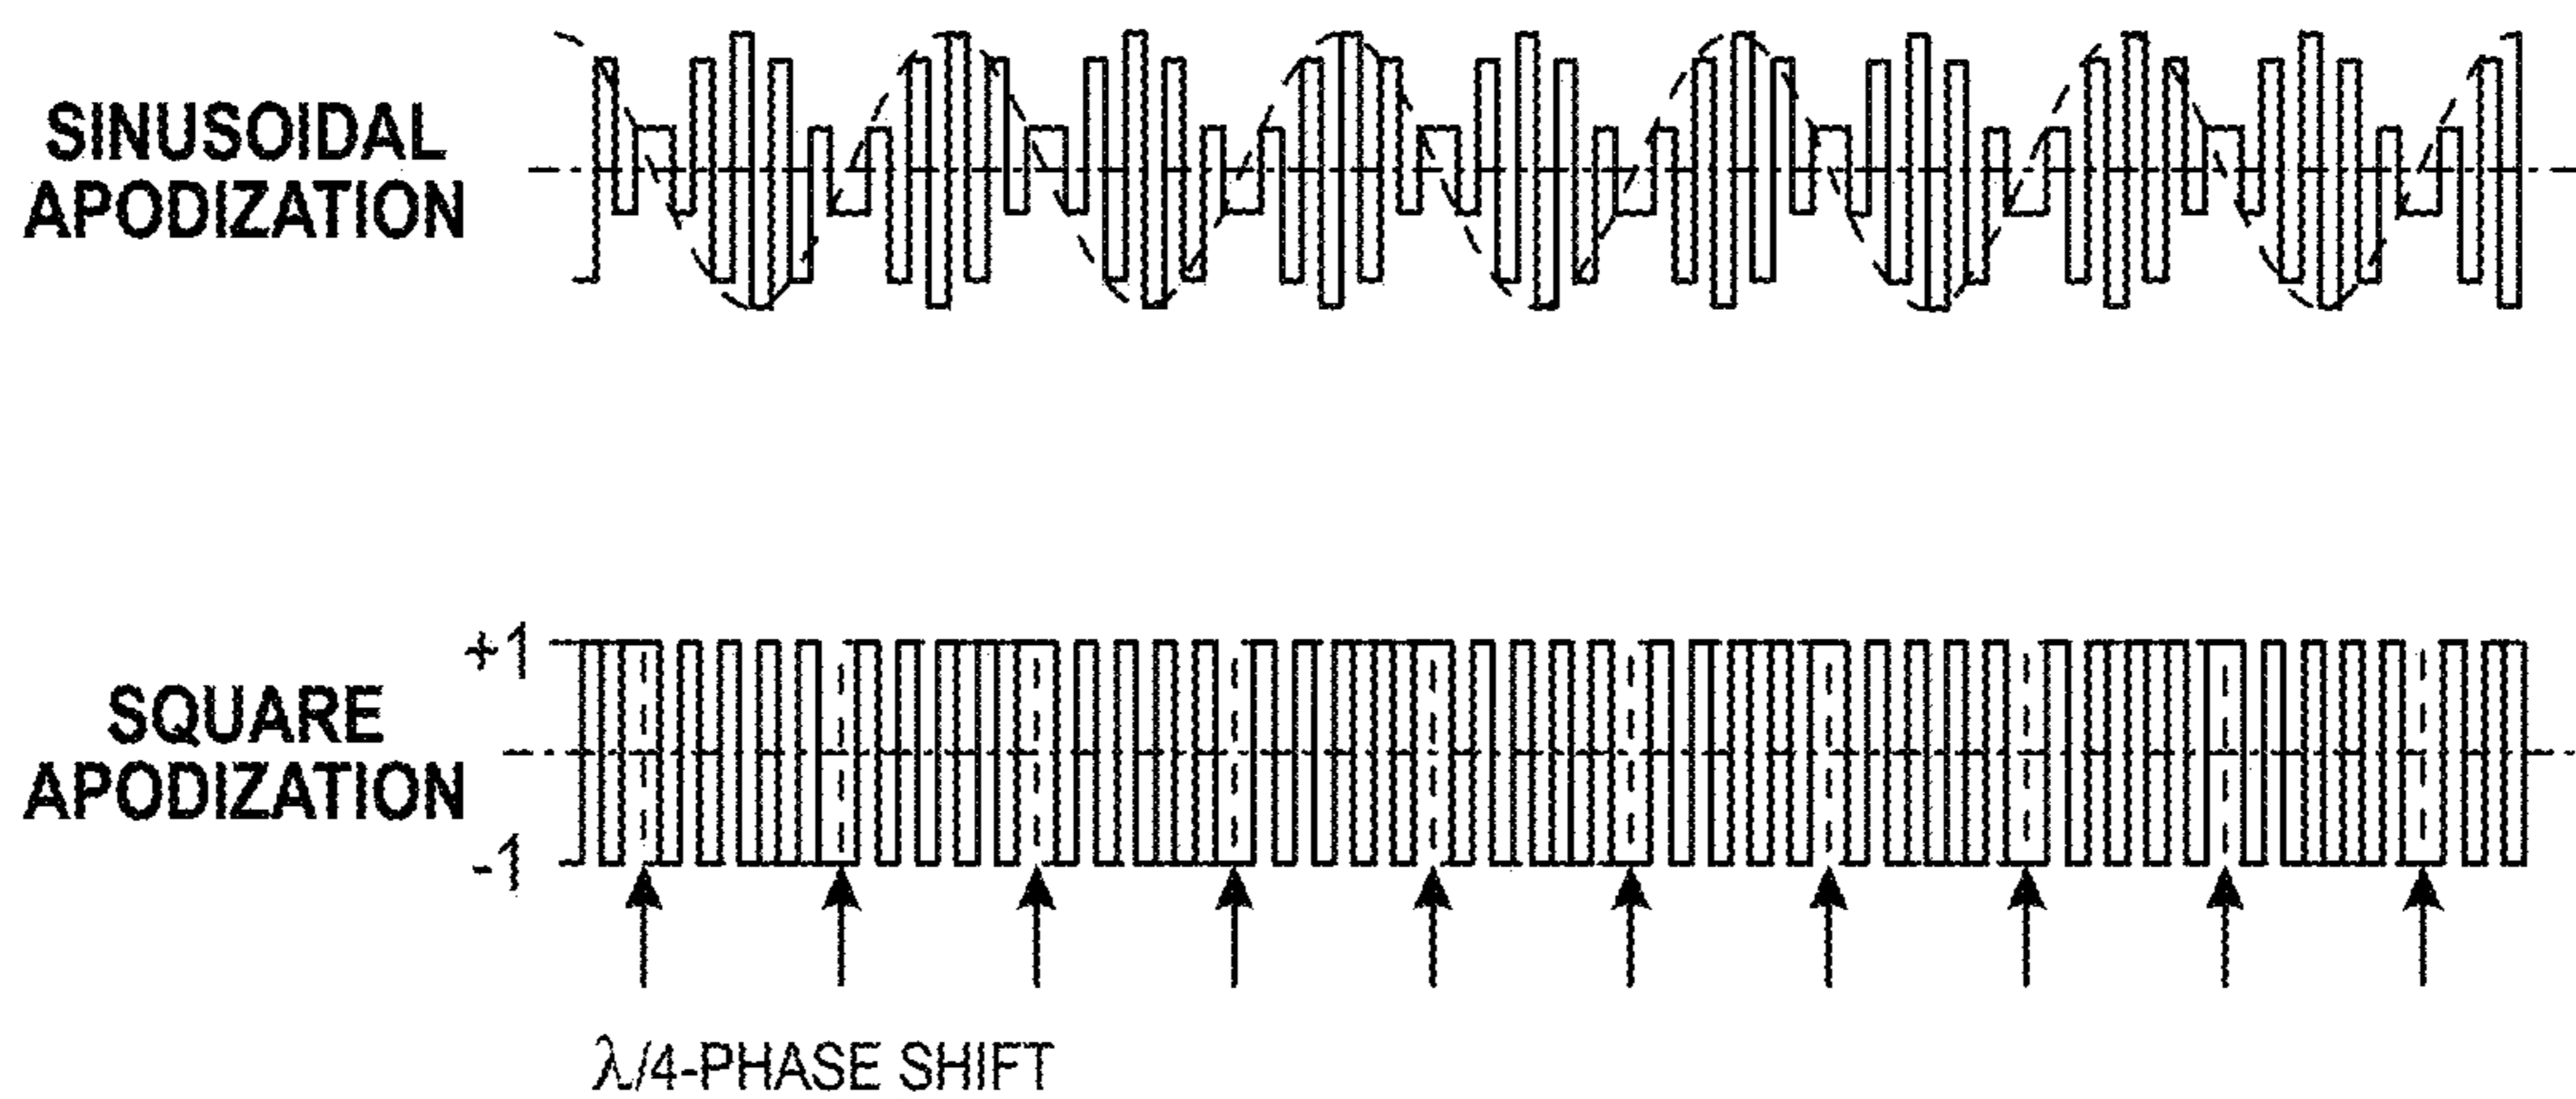 SINUSOIDAL
APODIZATION
+1
SQUARE
APODIZATION
-1
λ/4-PHASE SHIFT